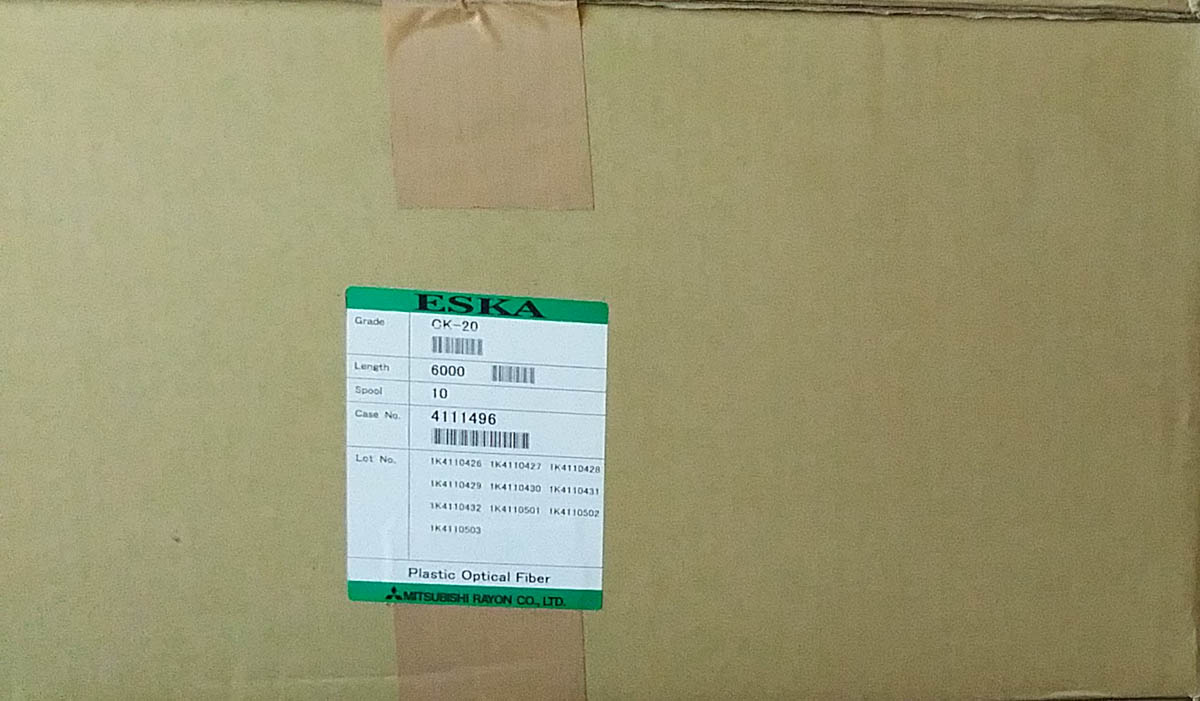 ESKA
Grade CK-20
Length 6000
Spool 10
Case No. 4111496
Lot No. 1K4110426 1K4110427 1K4110428
1K4110429 1K4110430 1K4110431
1K4110432 1K4110501 1K4110502
1K4110503
Plastic Optical Fiber
MITSUBISHI RAYON CO., LTD.